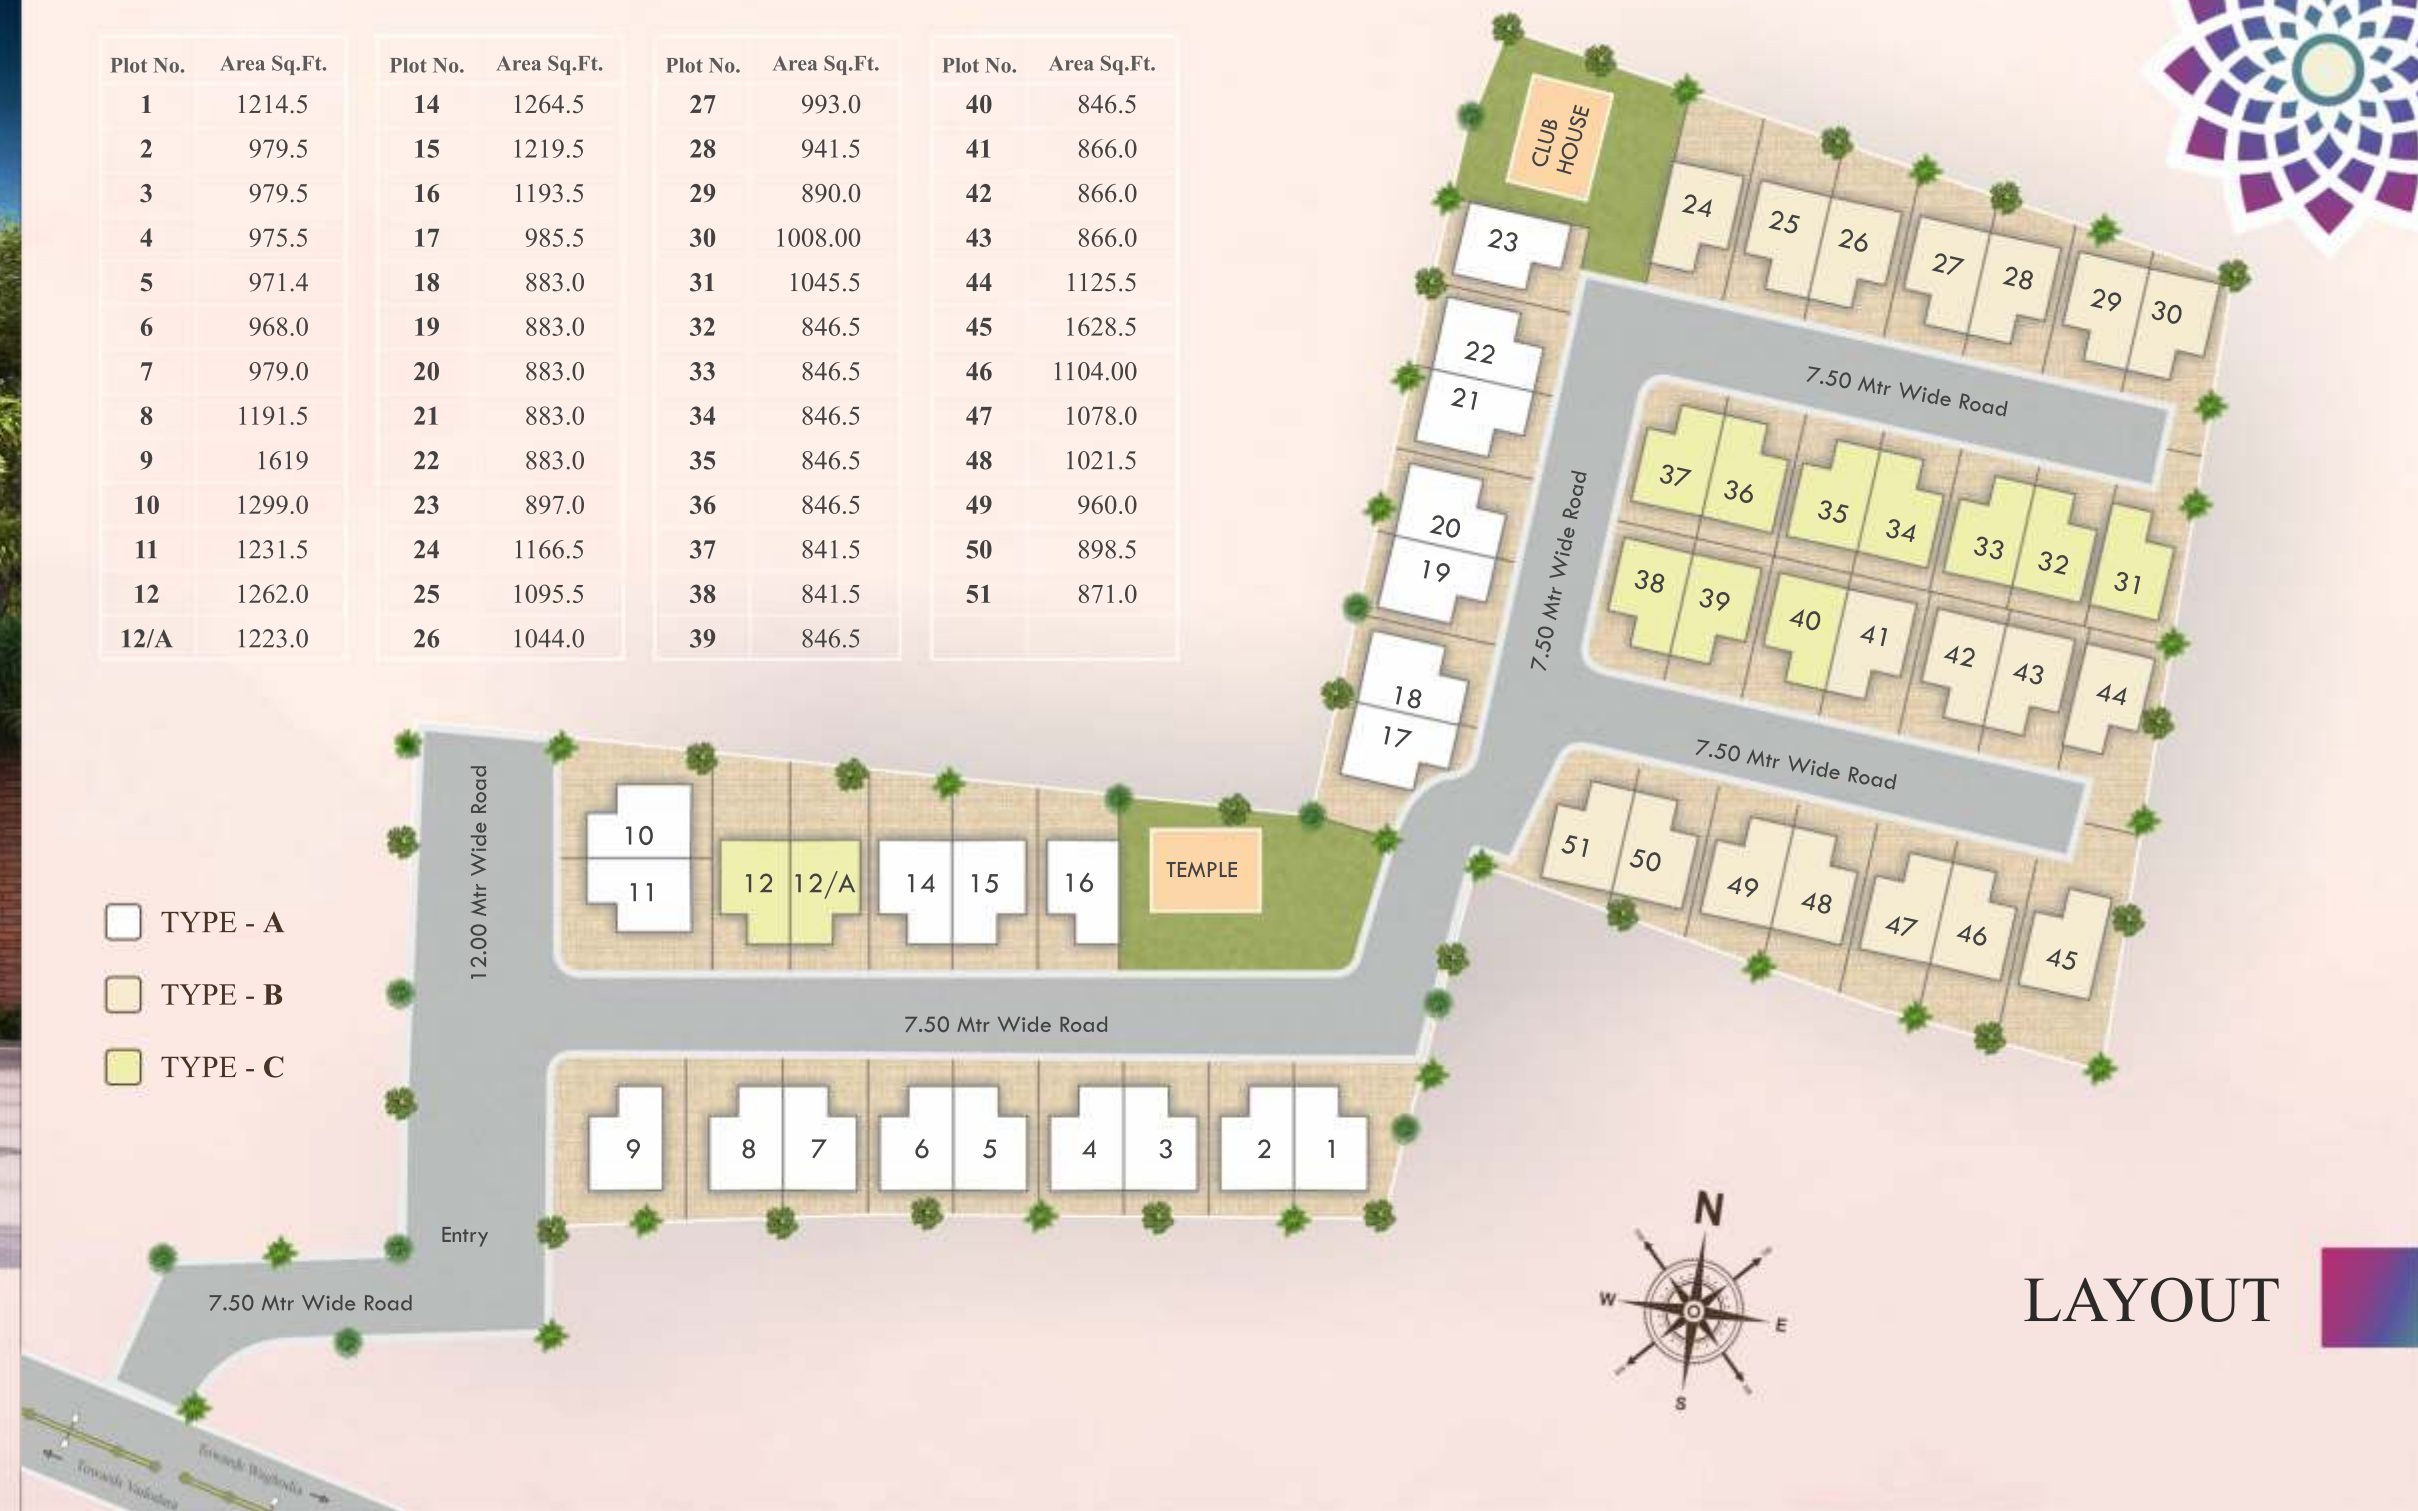 Plot No. Area Sq.Ft. Plot No. Area Sq.Ft. Plot No. Area Sq.Ft. Plot No. Area Sq.Ft.
1 1214.5 14 1264.5 27 993.0 40 846.5
2 979.5 15 1219.5 28 941.5 41 866.0
3 979.5 16 1193.5 29 890.0 42 866.0
4 975.5 17 985.5 30 1008.00 43 866.0
5 971.4 18 883.0 31 1045.5 44 1125.5
6 968.0 19 883.0 32 846.5 45 1628.5
7 979.0 20 883.0 33 846.5 46 1104.00
8 1191.5 21 883.0 34 846.5 47 1078.0
9 1619 22 883.0 35 846.5 48 1021.5
10 1299.0 23 897.0 36 846.5 49 960.0
11 1231.5 24 1166.5 37 841.5 50 898.5
12 1262.0 25 1095.5 38 841.5 51 871.0
12/A 1223.0 26 1044.0 39 846.5
CLUB
HOUSE
24 25 26 27 28 29 30
23
22
21
20
19
18
17
7.50 Mtr Wide Road
7.50 Mtr Wide Road
37 36 35 34 33 32 31
38 39 40 41 42 43 44
7.50 Mtr Wide Road
51 50 49 48 47 46 45
12.00 Mtr Wide Road
10
11
12 12/A 14 15 16
TEMPLE
7.50 Mtr Wide Road
9 8 7 6 5 4 3 2 1
TYPE - A
TYPE - B
TYPE - C
Entry
7.50 Mtr Wide Road
Towards Waghodia
Towards Vadodara
N
W
E
S
LAYOUT